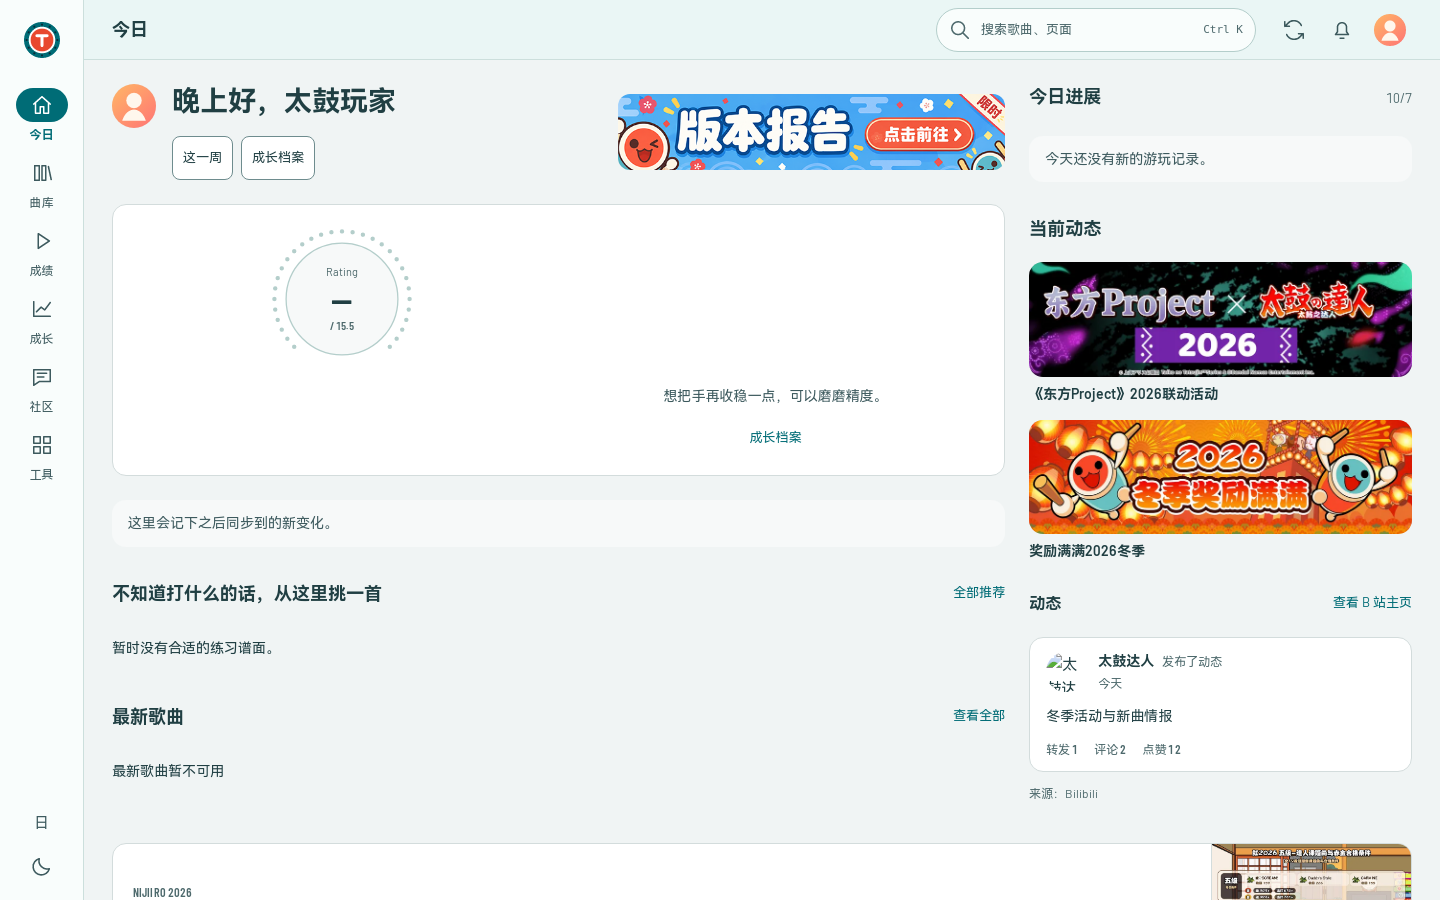 T
今日
搜索歌曲、页面
Ctrl K
今日
曲库
成绩
成长
社区
工具
日
晚上好，太鼓玩家
这一周
成长档案
版本报告
点击前往
限时
Rating
—
/ 15.5
想把手再收稳一点，可以磨磨精度。
成长档案
这里会记下之后同步到的新变化。
不知道打什么的话，从这里挑一首
全部推荐
暂时没有合适的练习谱面。
最新歌曲
查看全部
最新歌曲暂不可用
NIJIIRO 2026
今日进展
10/7
今天还没有新的游玩记录。
当前动态
东方Project × 太鼓の達人
太鼓之达人
2026
《东方Project》2026联动活动
2026
冬季奖励满满
奖励满满2026冬季
动态
查看 B 站主页
太鼓达人 发布了动态
今天
冬季活动与新曲情报
转发 1 评论 2 点赞 12
来源：Bilibili
五级